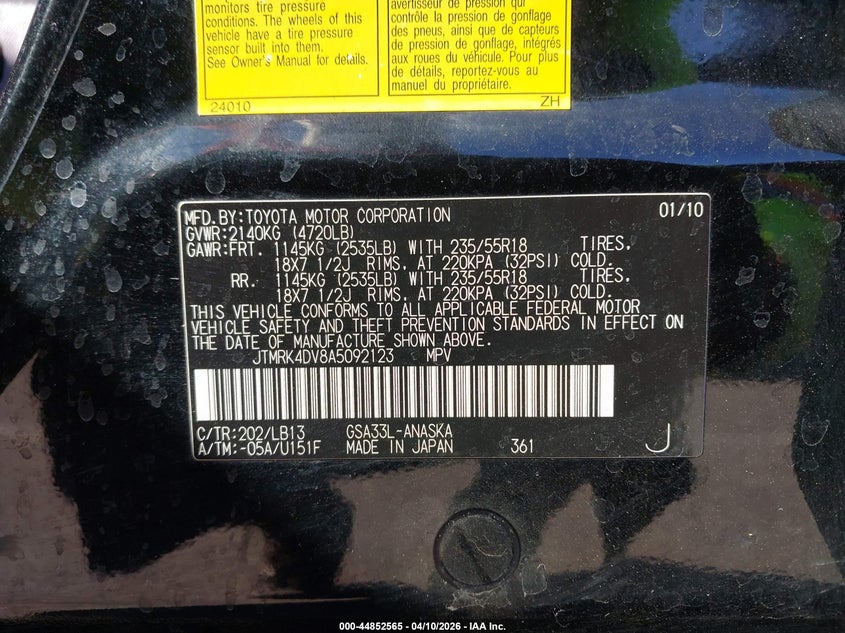 monitors tire pressure
conditions. The wheels of this
vehicle have a tire pressure
sensor built into them.
See Owner's Manual for details.
24010
avertisseur de pression qui
contrôle la pression de gonflage
des pneus, ainsi que de capteurs
de pression de gonflage, intégrés
aux roues du véhicule. Pour plus
de détails, reportez-vous au
manuel du propriétaire.
ZH
MFD.BY:TOYOTA MOTOR CORPORATION 01/10
GVWR:2140KG (4720LB)
GAWR:FRT. 1145KG (2535LB) WITH 235/55R18 TIRES.
18X7 1/2J RIMS. AT 220KPA (32PSI) COLD.
RR. 1145KG (2535LB) WITH 235/55R18 TIRES.
18X7 1/2J RIMS. AT 220KPA (32PSI) COLD.
THIS VEHICLE CONFORMS TO ALL APPLICABLE FEDERAL MOTOR
VEHICLE SAFETY AND THEFT PREVENTION STANDARDS IN EFFECT ON
THE DATE OF MANUFACTURE SHOWN ABOVE.
JTMRK4DV8A5092123 MPV
C/TR:202/LB13 GSA33L-ANASKA
A/TM:-05A/U151F MADE IN JAPAN 361 J
000-44852565 - 04/10/2026 - IAA Inc.